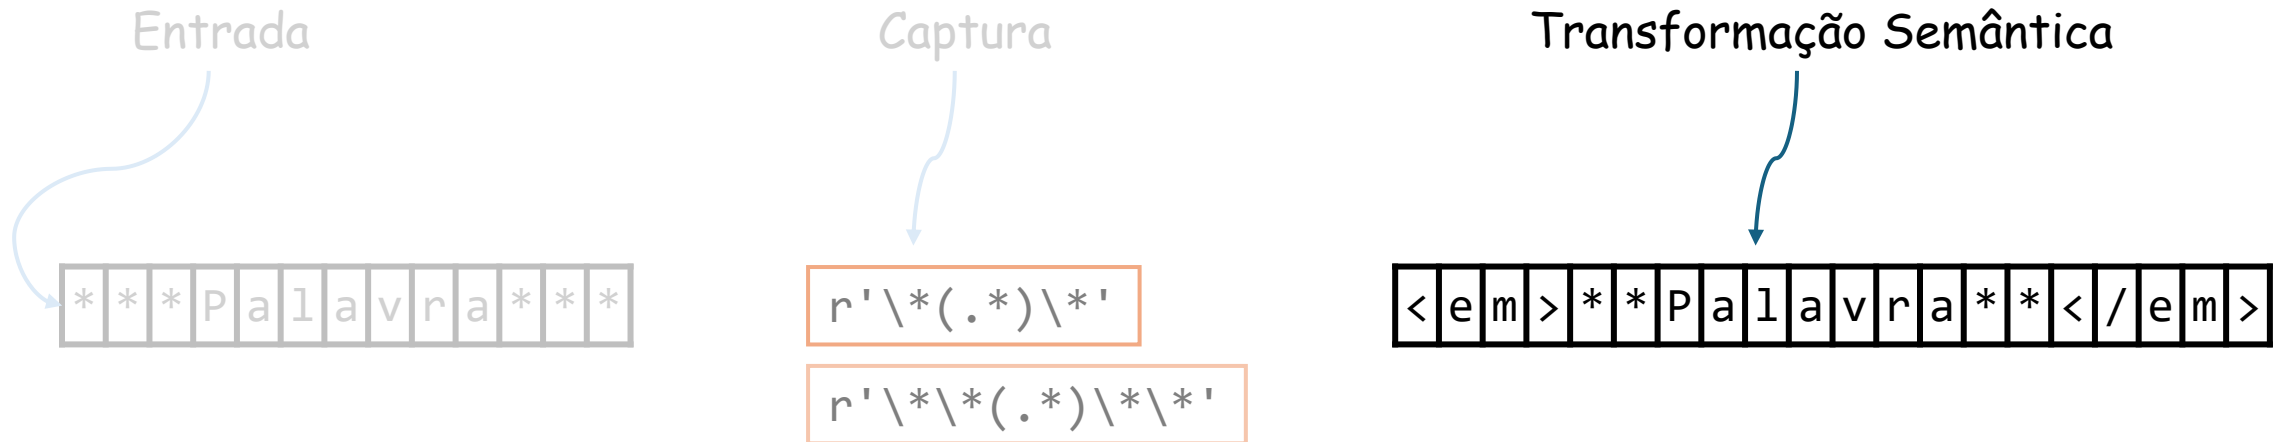 Entrada Captura Transformação Semântica
***Palavra*** r'\*(.*)\*' <em>**Palavra**</em>
r'\*\*(.*)\*\*'